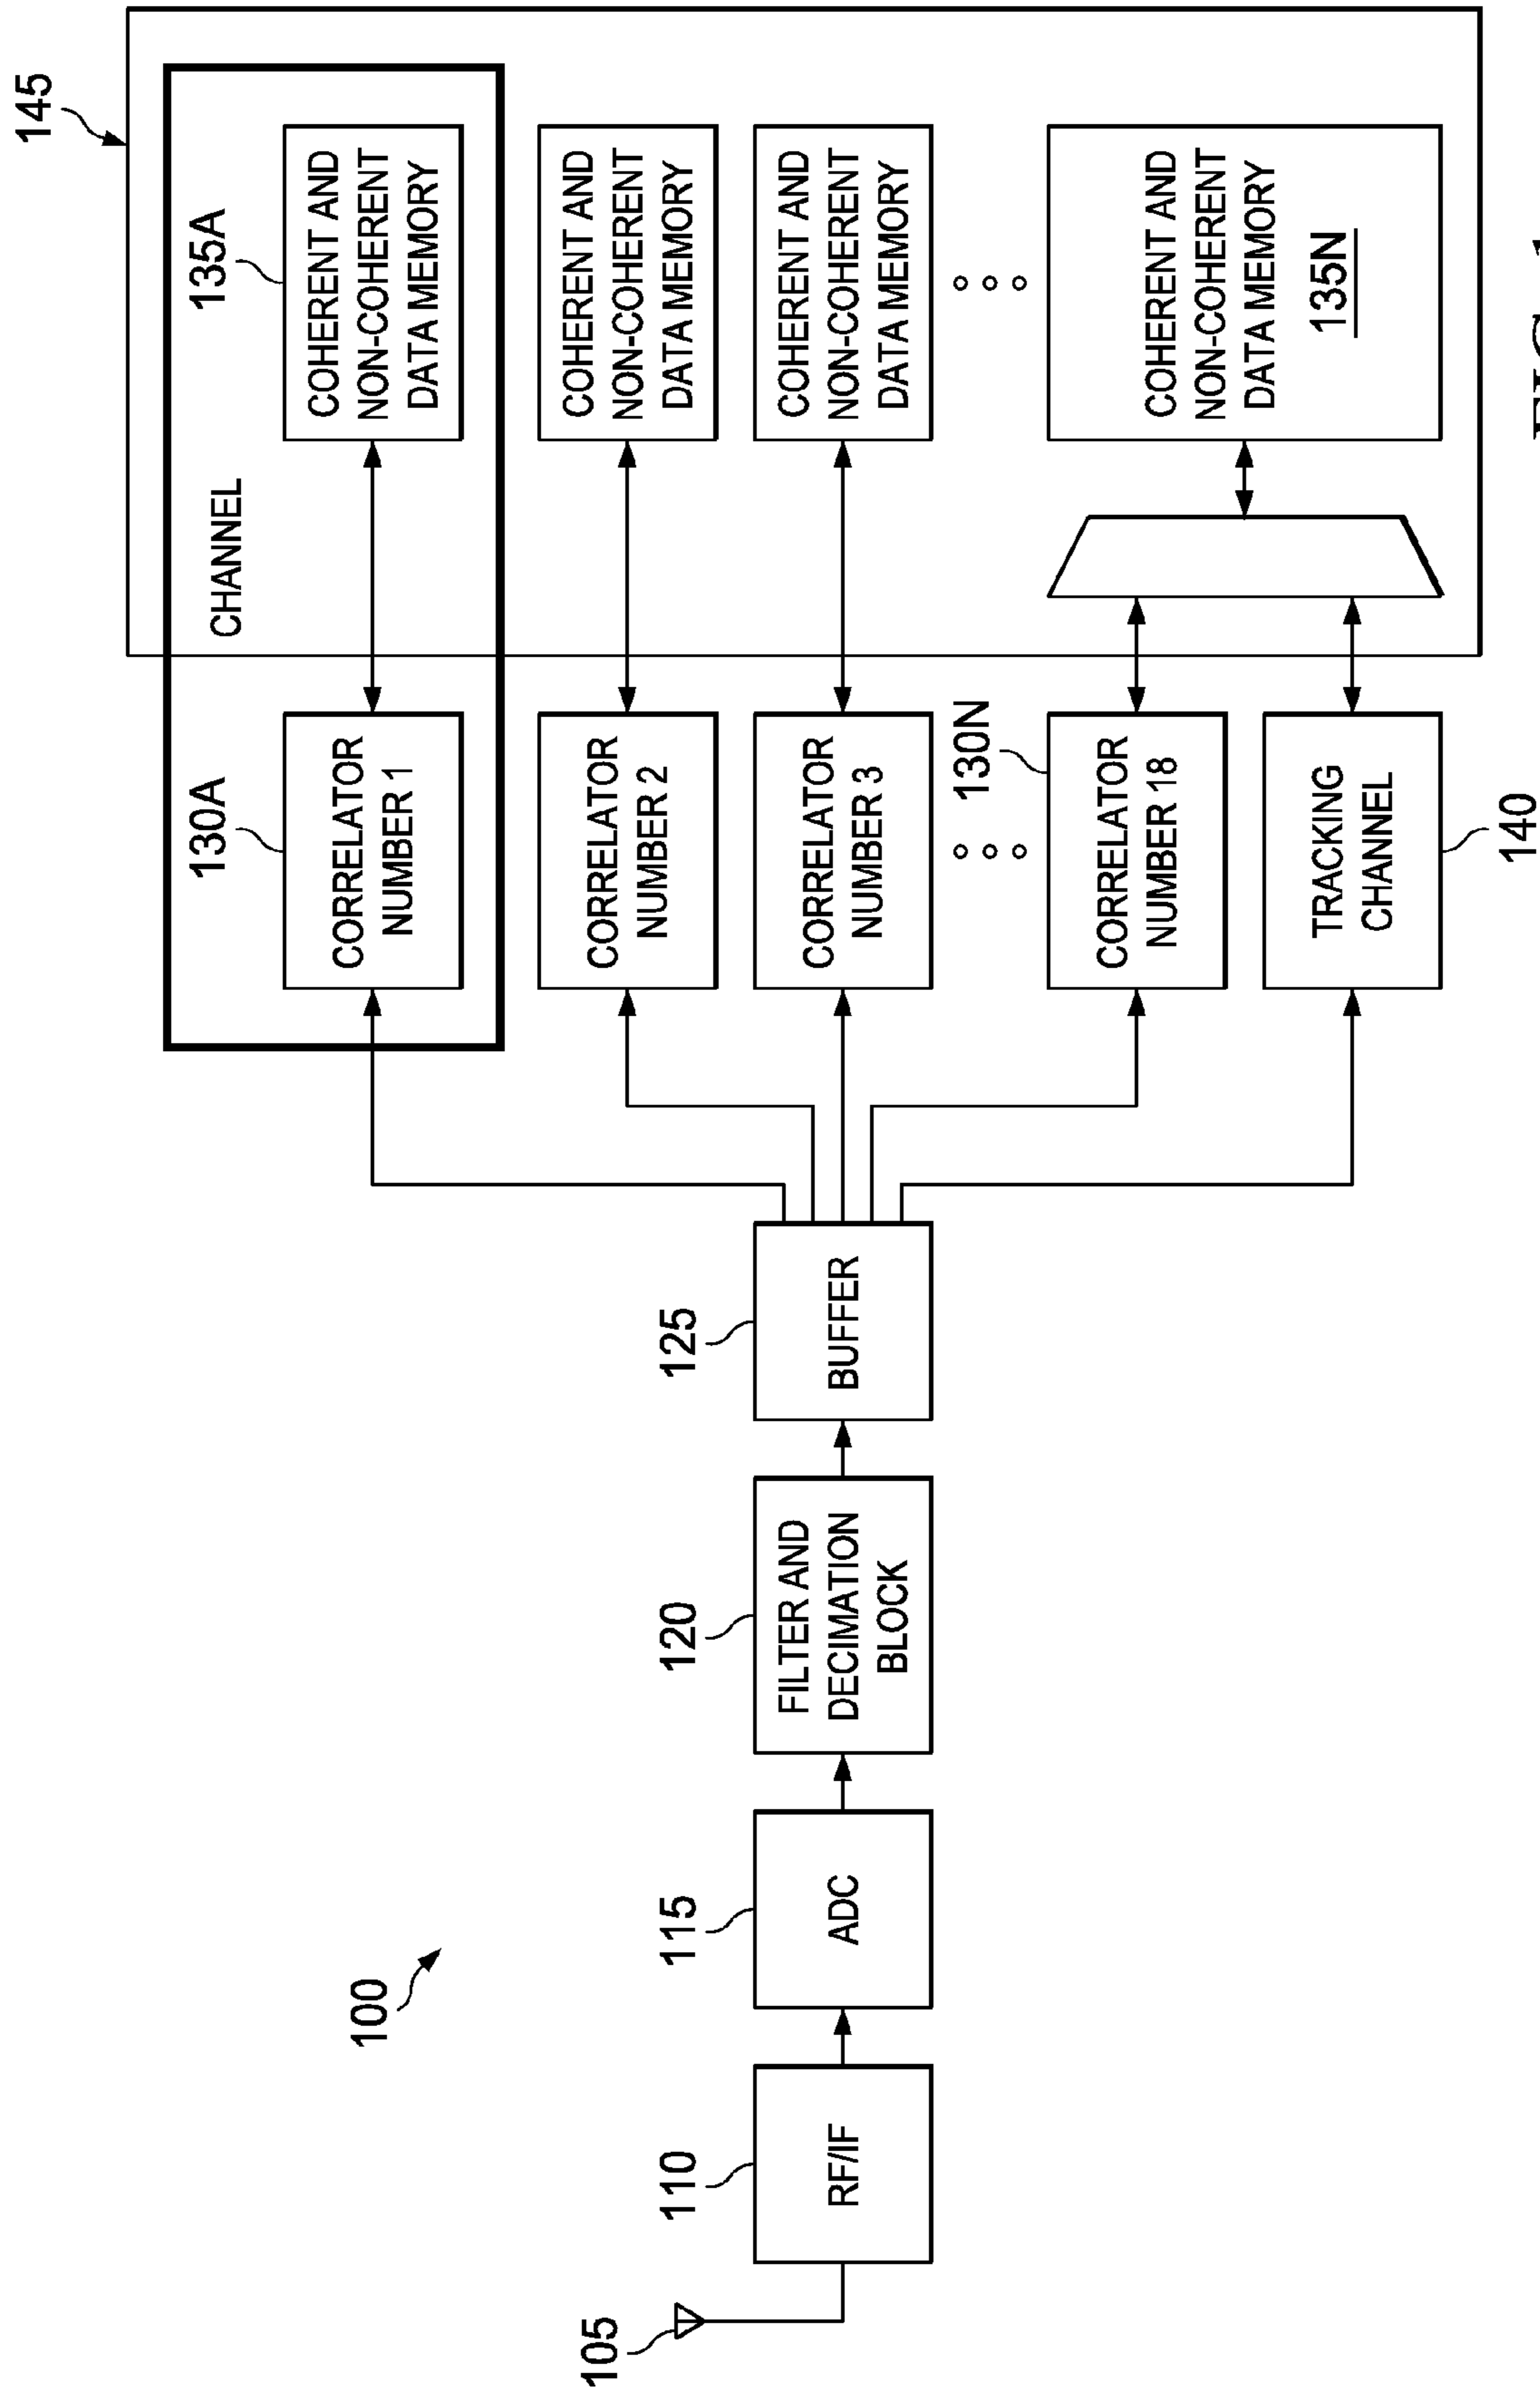 145
135A
COHERENT AND
NON-COHERENT
DATA MEMORY
CHANNEL
130A
CORRELATOR
NUMBER 1
COHERENT AND
NON-COHERENT
DATA MEMORY
CORRELATOR
NUMBER 2
COHERENT AND
NON-COHERENT
DATA MEMORY
CORRELATOR
NUMBER 3
130N
CORRELATOR
NUMBER 18
COHERENT AND
NON-COHERENT
DATA MEMORY
135N
TRACKING
CHANNEL
140
100
105
110
RF/IF
115
ADC
120
FILTER AND
DECIMATION
BLOCK
125
BUFFER